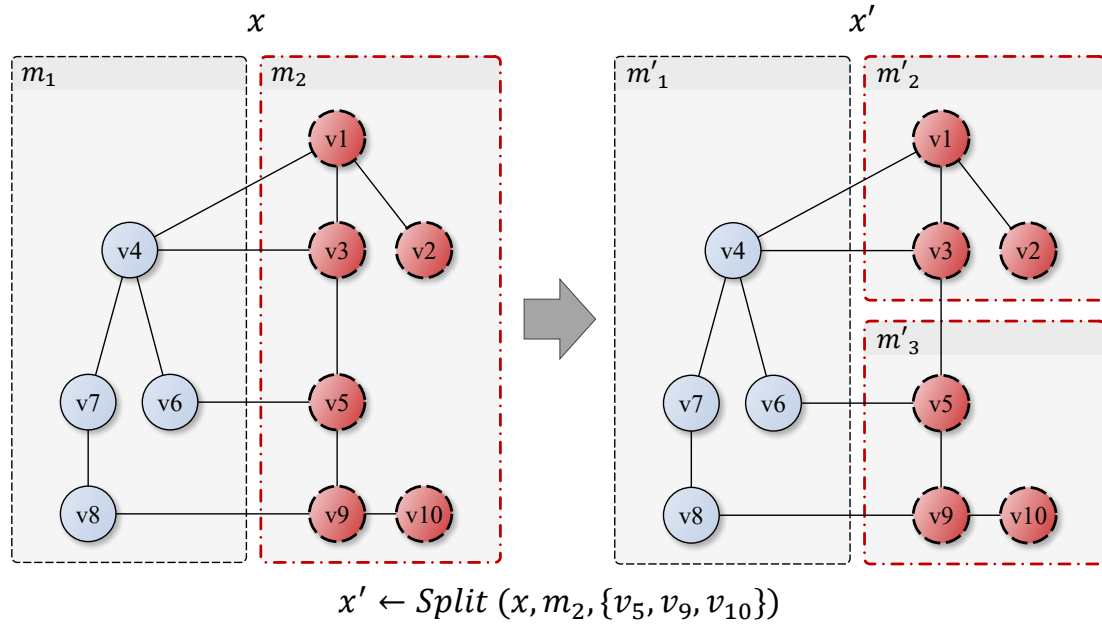 x x′
m₁ m₂ m′₁ m′₂
v1 v1
v4 v3 v2 v4 v3 v2
m′₃
v7 v6 v5 v7 v6 v5
v8 v9 v10 v8 v9 v10
x′ ← Split (x, m₂, {v₅, v₉, v₁₀})